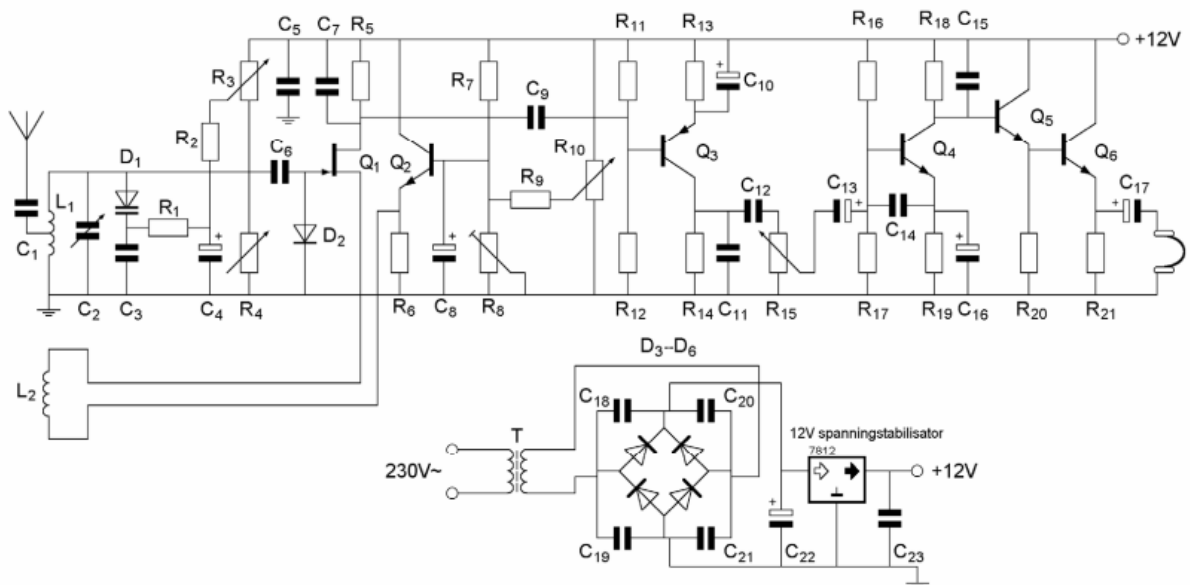 C5 C7 R5 R11 R13 R16 R18 C15
+12V
R3 R7 C9 C10
+ 
R2 Q5
D1 C6 Q1 Q2 R10 Q3 Q4 Q6
L1 R1 R9 C12 C13 + C17 +
C1 + D2 + C14 +
C2 C3 C4 R4 R6 C8 R8 R12 R14 C11 R15 R17 R19 C16 R20 R21
D3--D6
L2
C18 C20
12V spanningstabilisator
T 7812
230V~ +12V
+
C19 C21 C22 C23